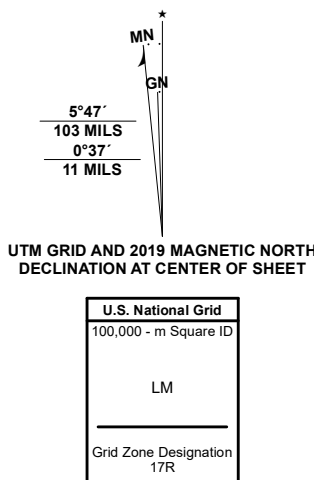 ★
MN
GN
5°47´
103 MILS
0°37´
11 MILS
UTM GRID AND 2019 MAGNETIC NORTH
DECLINATION AT CENTER OF SHEET
U.S. National Grid
100,000 - m Square ID
LM
Grid Zone Designation
17R